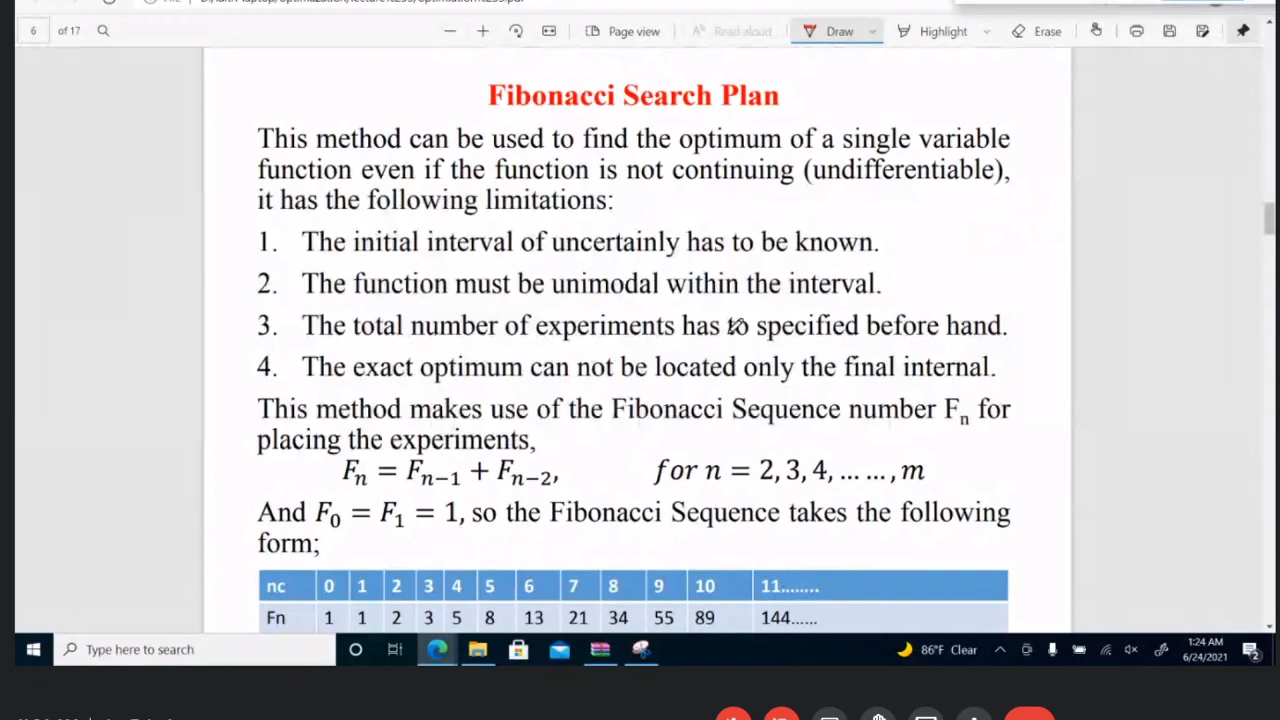 6 of 17
Page view
Read aloud
Draw
Highlight
Erase
Fibonacci Search Plan
This method can be used to find the optimum of a single variable
function even if the function is not continuing (undifferentiable),
it has the following limitations:
1. The initial interval of uncertainly has to be known.
2. The function must be unimodal within the interval.
3. The total number of experiments has to specified before hand.
4. The exact optimum can not be located only the final internal.
This method makes use of the Fibonacci Sequence number Fn for
placing the experiments,
Fn = Fn−1 + Fn−2, for n = 2, 3, 4, ... ..., m
And F0 = F1 = 1, so the Fibonacci Sequence takes the following
form;
nc 0 1 2 3 4 5 6 7 8 9 10 11........
Fn 1 1 2 3 5 8 13 21 34 55 89 144......
Type here to search
86°F Clear
1:24 AM
6/24/2021
2